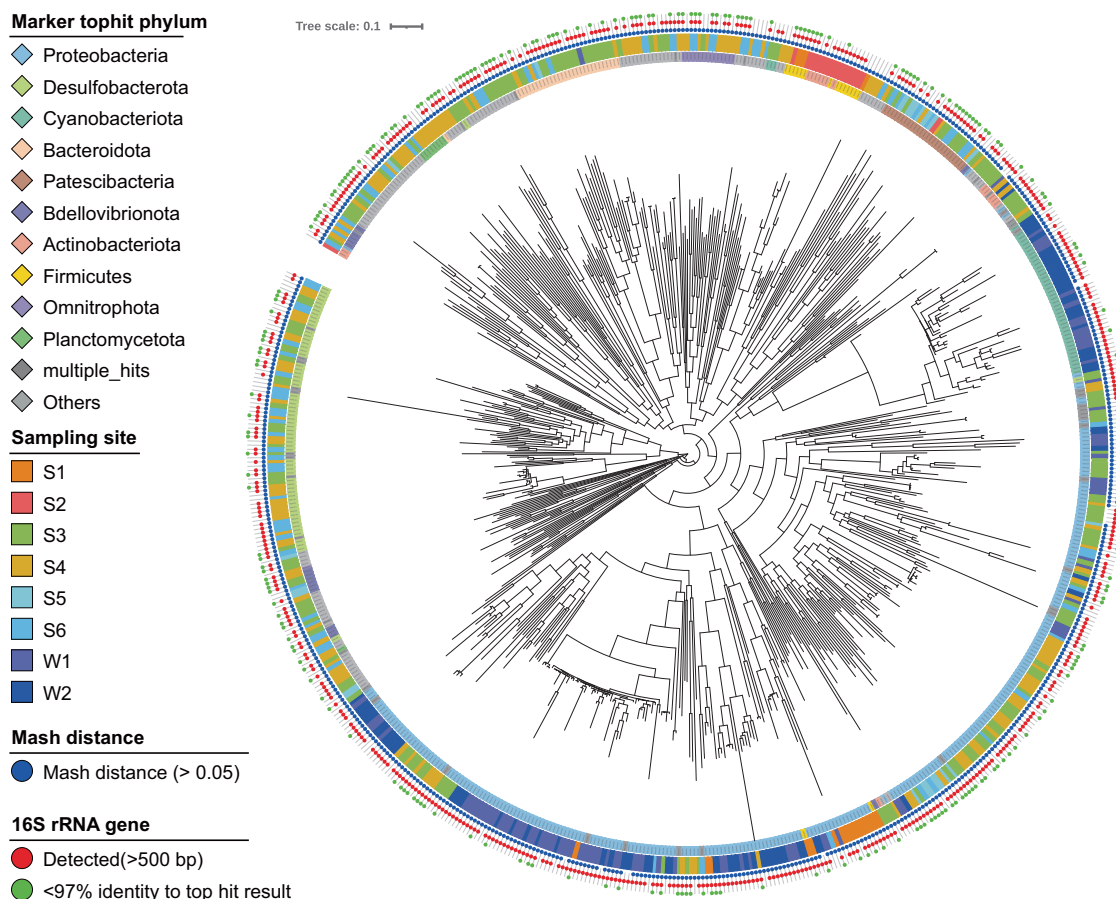 Marker tophit phylum
Proteobacteria
Desulfobacterota
Cyanobacteriota
Bacteroidota
Patescibacteria
Bdellovibrionota
Actinobacteriota
Firmicutes
Omnitrophota
Planctomycetota
multiple_hits
Others
Sampling site
S1
S2
S3
S4
S5
S6
W1
W2
Mash distance
Mash distance (> 0.05)
16S rRNA gene
Detected(>500 bp)
<97% identity to top hit result
Tree scale: 0.1